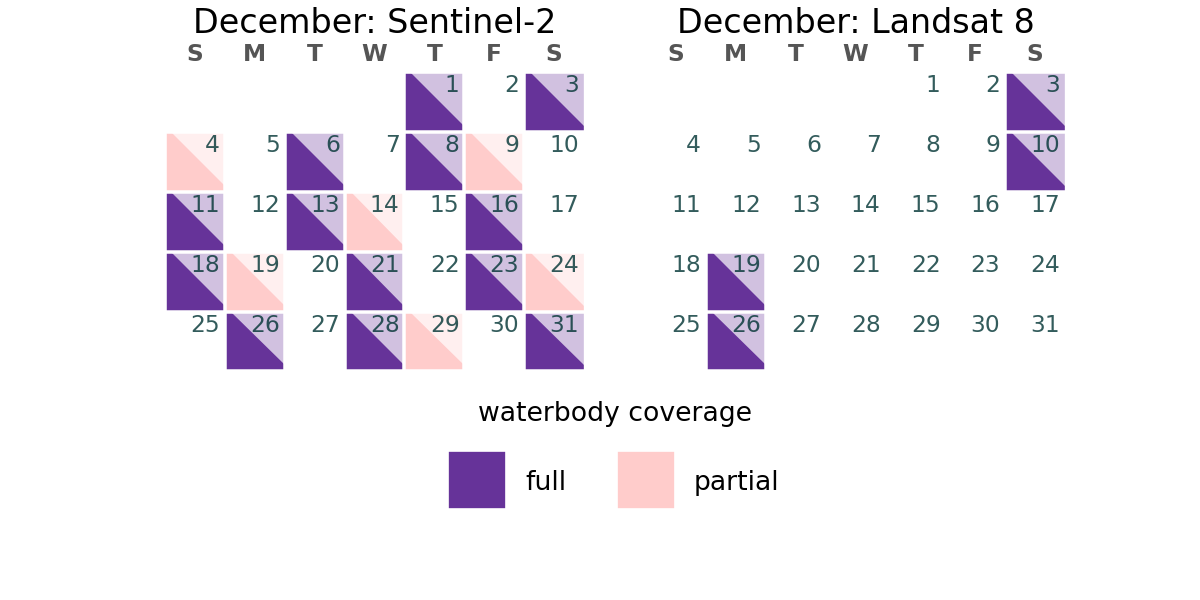 December: Sentinel-2
S M T W T F S
1 2 3
4 5 6 7 8 9 10
11 12 13 14 15 16 17
18 19 20 21 22 23 24
25 26 27 28 29 30 31
December: Landsat 8
S M T W T F S
1 2 3
4 5 6 7 8 9 10
11 12 13 14 15 16 17
18 19 20 21 22 23 24
25 26 27 28 29 30 31
waterbody coverage
full
partial